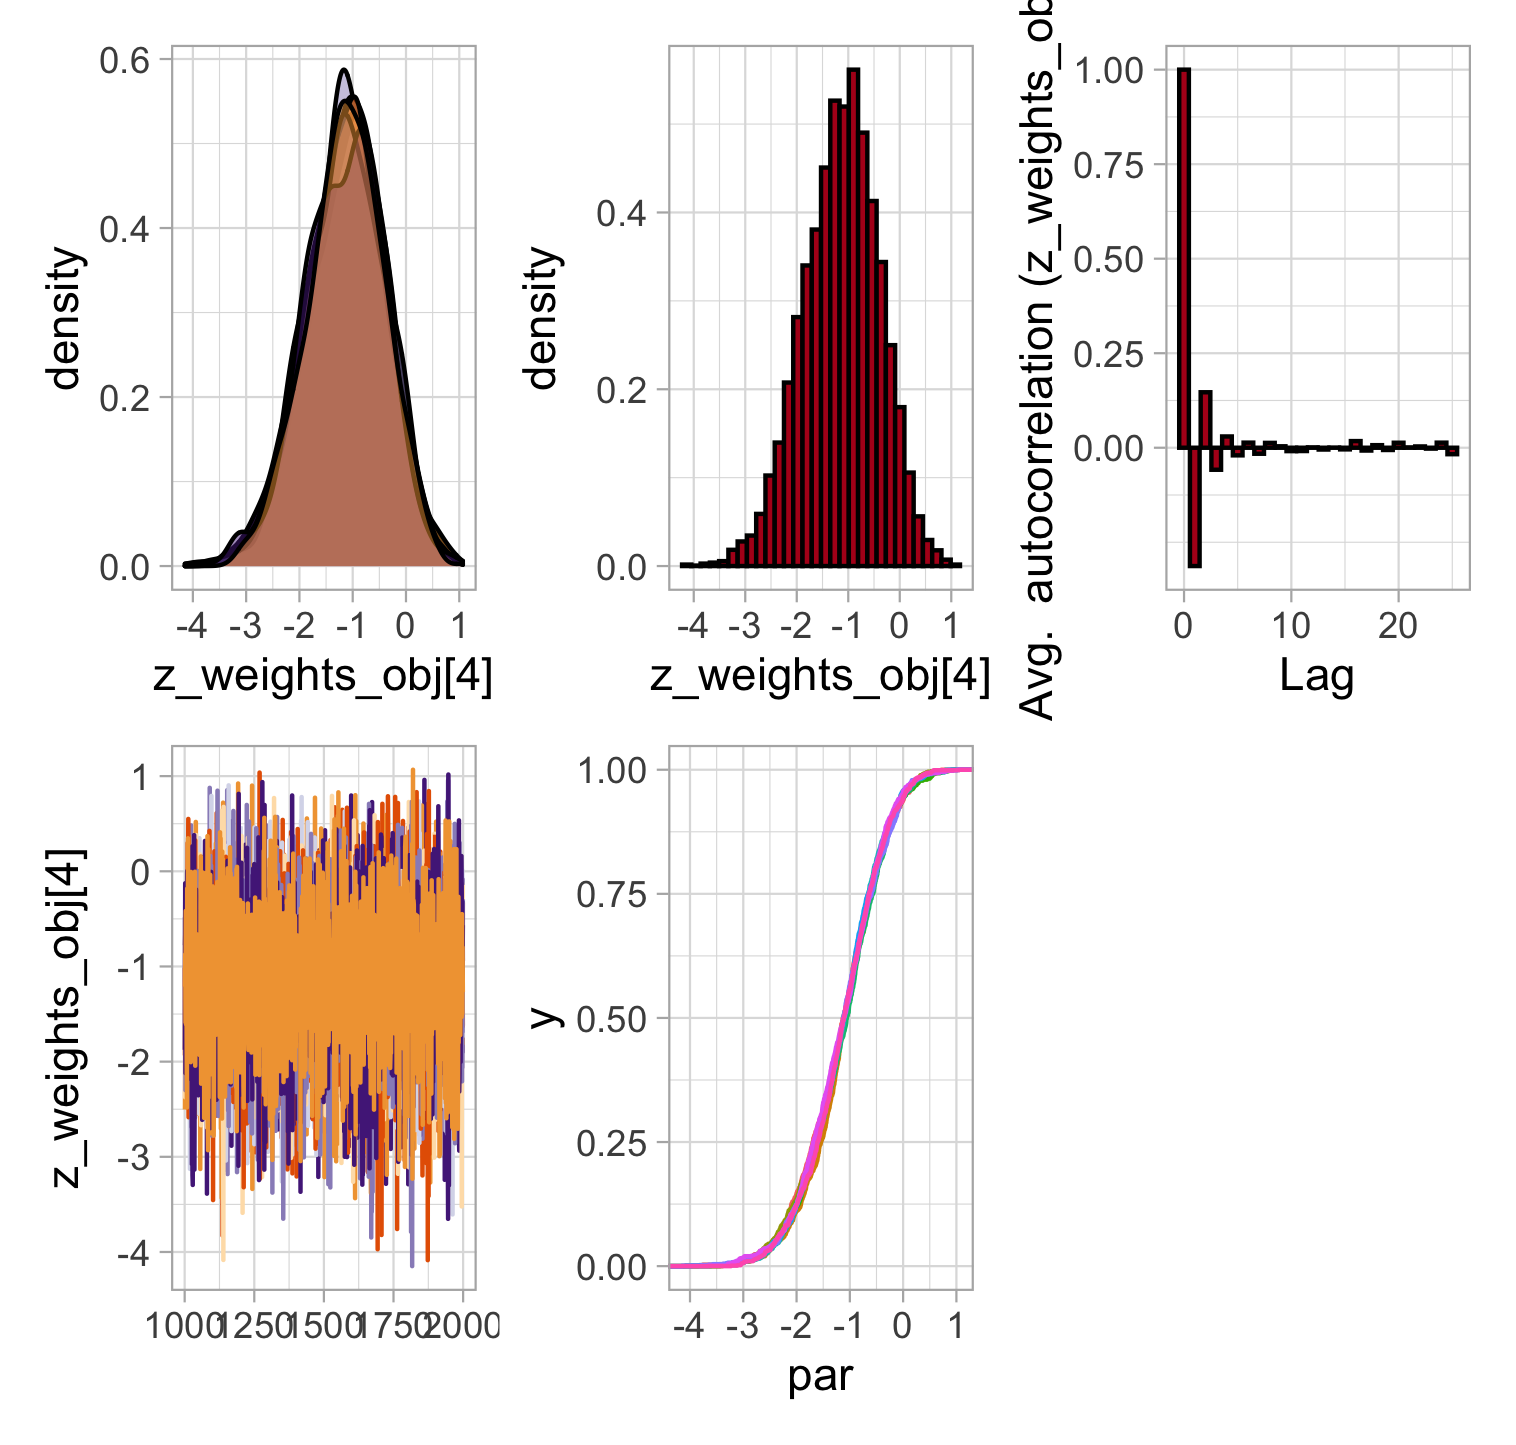 density
0.6
0.4
0.2
0.0
-4 -3 -2 -1 0 1
z_weights_obj[4]
density
0.4
0.2
0.0
-4 -3 -2 -1 0 1
z_weights_obj[4]
Avg. autocorrelation (z_weights_ob
1.00
0.75
0.50
0.25
0.00
0 10 20
Lag
z_weights_obj[4]
1
0
-1
-2
-3
-4
1000 1250 1500 1750 2000
y
1.00
0.75
0.50
0.25
0.00
-4 -3 -2 -1 0 1
par